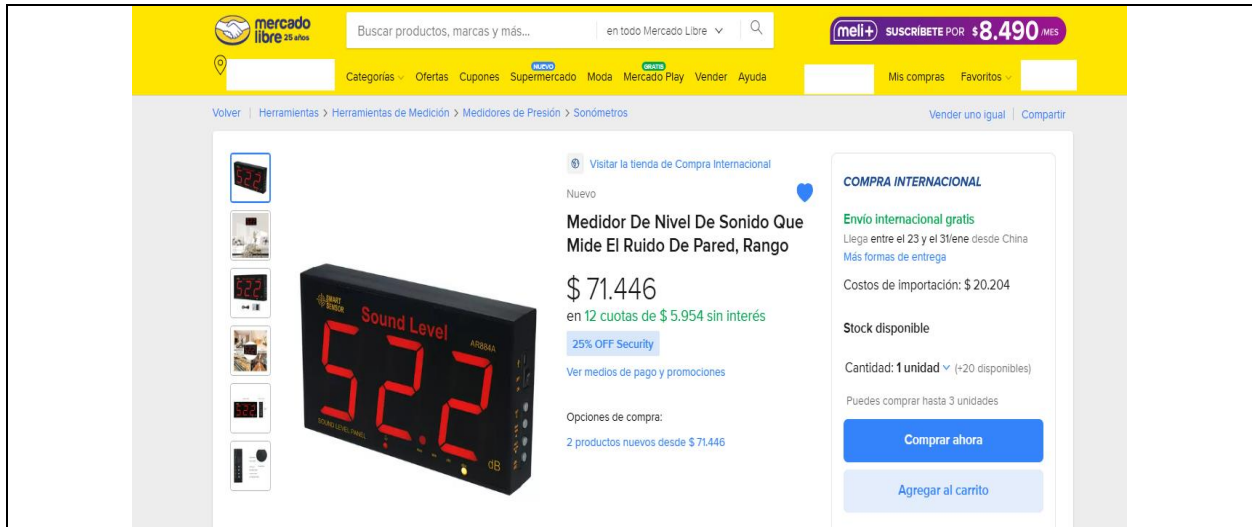 mercado
libre 25 años
Buscar productos, marcas y más...
en todo Mercado Libre
meli+ SUSCRÍBETE POR $8.490 /MES
NUEVO
GRATIS
Categorías Ofertas Cupones Supermercado Moda Mercado Play Vender Ayuda
Mis compras Favoritos
Volver | Herramientas > Herramientas de Medición > Medidores de Presión > Sonómetros
Vender uno igual | Compartir
Visitar la tienda de Compra Internacional
Nuevo
Medidor De Nivel De Sonido Que
Mide El Ruido De Pared, Rango
$ 71.446
en 12 cuotas de $ 5.954 sin interés
25% OFF Security
Ver medios de pago y promociones
Opciones de compra:
2 productos nuevos desde $ 71.446
SMART
SENSOR
Sound Level
AR884A
522
SOUND LEVEL PANEL
dB
COMPRA INTERNACIONAL
Envío internacional gratis
Llega entre el 23 y el 31/ene desde China
Más formas de entrega
Costos de importación: $ 20.204
Stock disponible
Cantidad: 1 unidad (+20 disponibles)
Puedes comprar hasta 3 unidades
Comprar ahora
Agregar al carrito